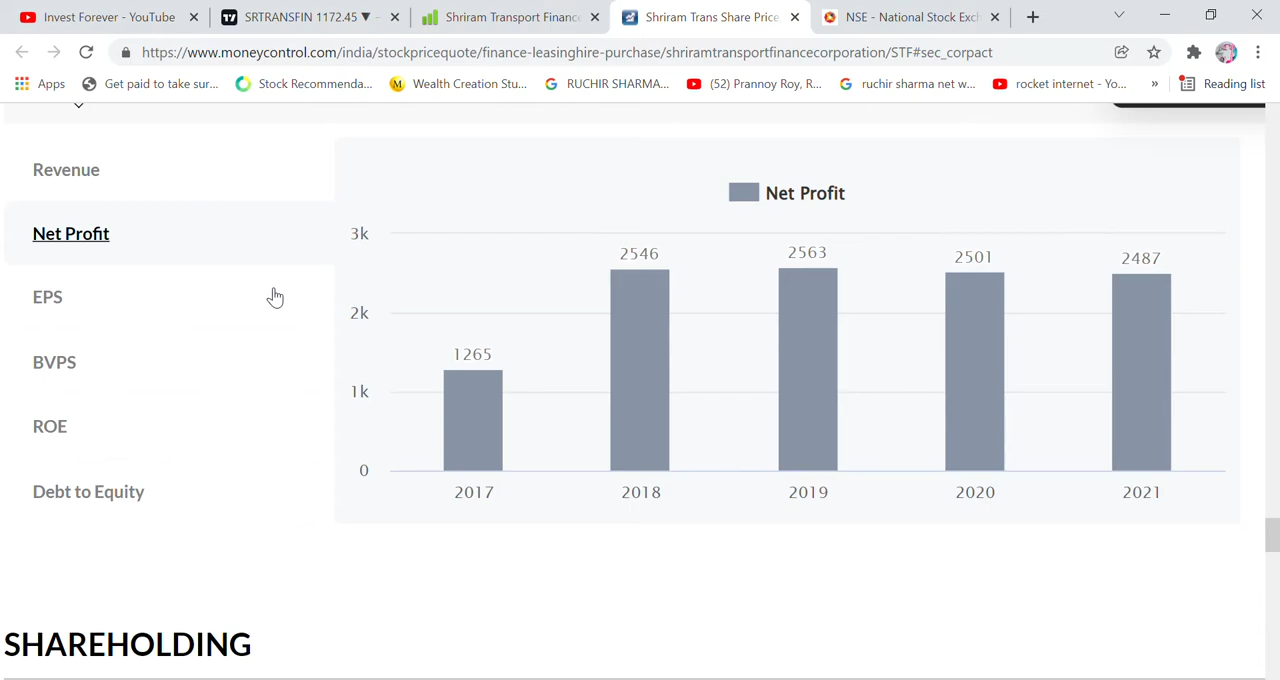 Invest Forever - YouTube
SRTRANSFIN 1172.45 ▼
Shriram Transport Finance
Shriram Trans Share Price
NSE - National Stock Exch
https://www.moneycontrol.com/india/stockpricequote/finance-leasinghire-purchase/shriramtransportfinancecorporation/STF#sec_corpact
Apps
Get paid to take sur...
Stock Recommenda...
Wealth Creation Stu...
RUCHIR SHARMA...
(52) Prannoy Roy, R...
ruchir sharma net w...
rocket internet - Yo...
»
Reading list
Revenue
Net Profit
EPS
BVPS
ROE
Debt to Equity
Net Profit
3k
2k
1k
0
1265
2546
2563
2501
2487
2017
2018
2019
2020
2021
SHAREHOLDING